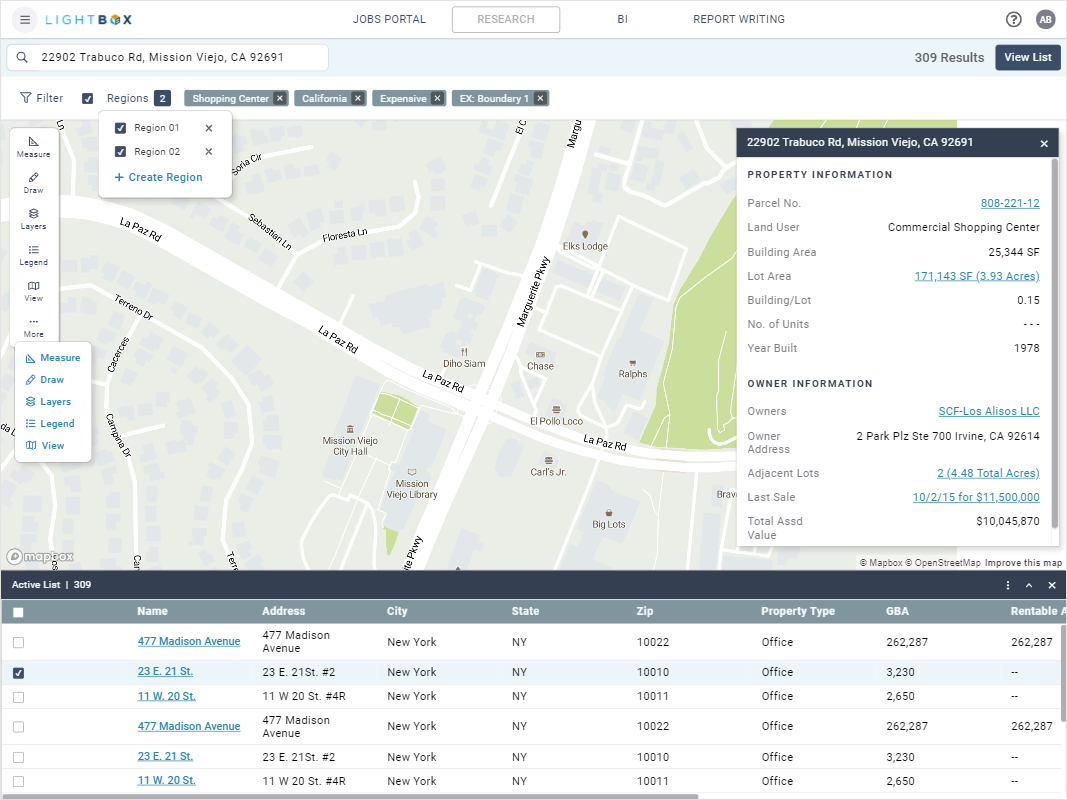 LIGHTBOX
JOBS PORTAL
RESEARCH
BI
REPORT WRITING
?
AB
22902 Trabuco Rd, Mission Viejo, CA 92691
309 Results
View List
Filter
Regions 2
Shopping Center
California
Expensive
EX: Boundary 1
Region 01
Region 02
+ Create Region
Measure
Draw
Layers
Legend
View
More
Measure
Draw
Layers
Legend
View
Ln
Soria Cir
El C
Margu
La Paz Rd
Sebastian Ln
Floresta Ln
Elks Lodge
Marguerite Pkwy
Terreno Dr
Cacerces
La Paz Rd
Diho Siam
Chase
Ralphs
La Paz Rd
El Pollo Loco
La Paz Rd
Campina Dr
Mission Viejo
City Hall
Carl's Jr.
Mission
Viejo Library
Brav
Big Lots
ite Pkwy
Ter
Can
mapbox
22902 Trabuco Rd, Mission Viejo, CA 92691
PROPERTY INFORMATION
Parcel No. 808-221-12
Land User Commercial Shopping Center
Building Area 25,344 SF
Lot Area 171,143 SF (3.93 Acres)
Building/Lot 0.15
No. of Units - - -
Year Built 1978
OWNER INFORMATION
Owners SCF-Los Alisos LLC
Owner 2 Park Plz Ste 700 Irvine, CA 92614
Address
Adjacent Lots 2 (4.48 Total Acres)
Last Sale 10/2/15 for $11,500,000
Total Assd $10,045,870
Value
© Mapbox © OpenStreetMap Improve this map
Active List | 309
Name Address City State Zip Property Type GBA Rentable A
477 Madison Avenue 477 Madison Avenue New York NY 10022 Office 262,287 262,287
23 E. 21 St. 23 E. 21St. #2 New York NY 10010 Office 3,230 --
11 W. 20 St. 11 W 20 St. #4R New York NY 10011 Office 2,650 --
477 Madison Avenue 477 Madison Avenue New York NY 10022 Office 262,287 262,287
23 E. 21 St. 23 E. 21St. #2 New York NY 10010 Office 3,230 --
11 W. 20 St. 11 W 20 St. #4R New York NY 10011 Office 2,650 --